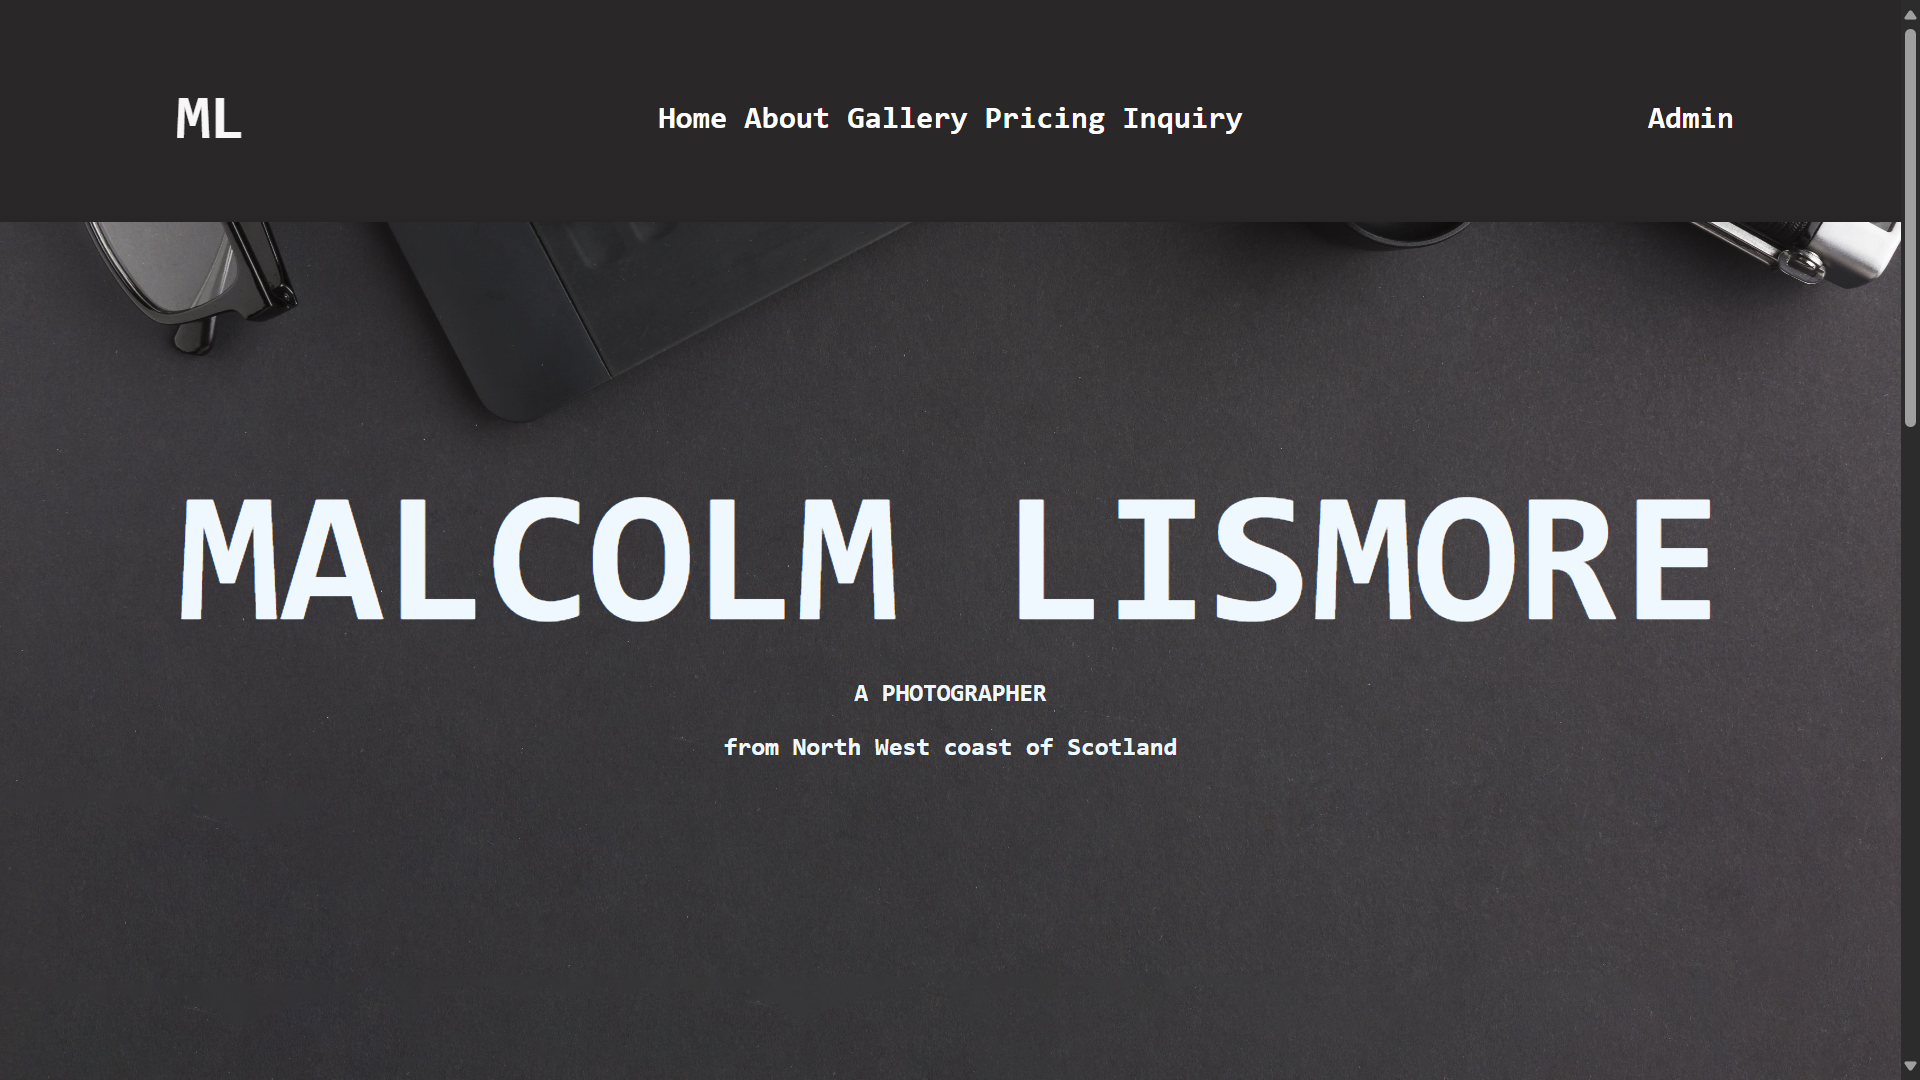 ML
Home About Gallery Pricing Inquiry
Admin
MALCOLM LISMORE
A PHOTOGRAPHER
from North West coast of Scotland